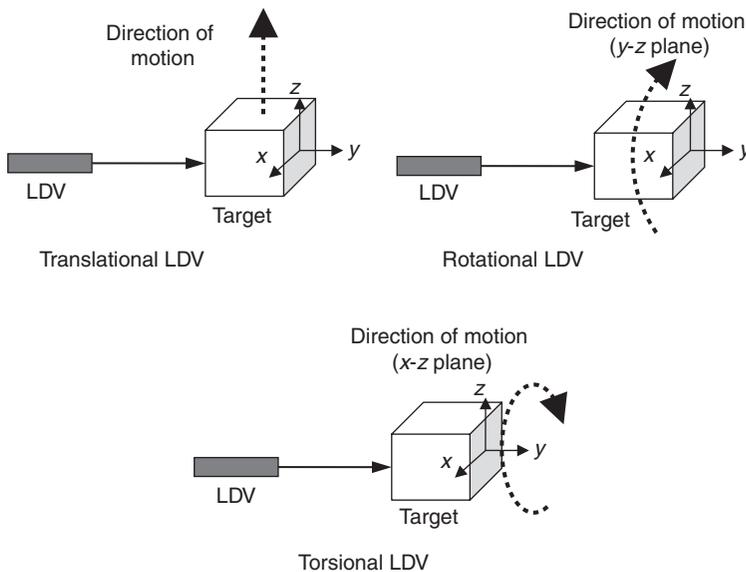 Direction of
motion
z
x
y
LDV
Target
Translational LDV
Direction of motion
(y-z plane)
z
x
y
LDV
Target
Rotational LDV
Direction of motion
(x-z plane)
z
x
y
LDV
Target
Torsional LDV